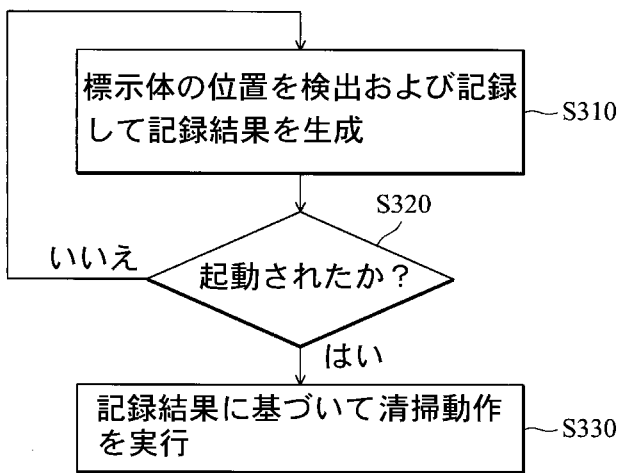 標示体の位置を検出および記録
して記録結果を生成
S310
S320
いいえ
起動されたか？
はい
記録結果に基づいて清掃動作
を実行
S330